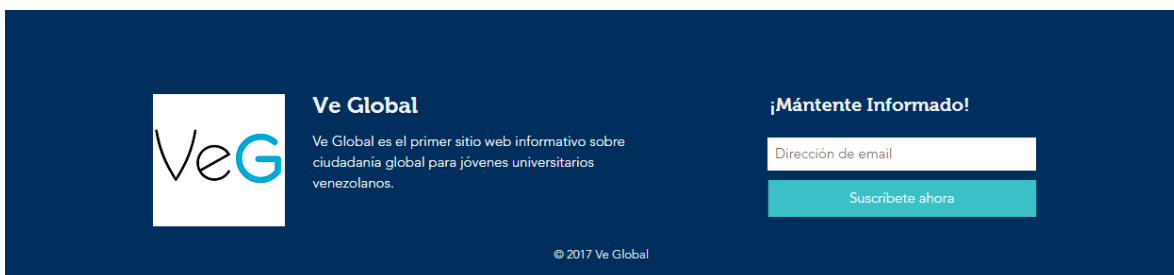 VeG
Ve Global
Ve Global es el primer sitio web informativo sobre
ciudadanía global para jóvenes universitarios
venezolanos.
¡Mántente Informado!
Dirección de email
Suscríbete ahora
© 2017 Ve Global